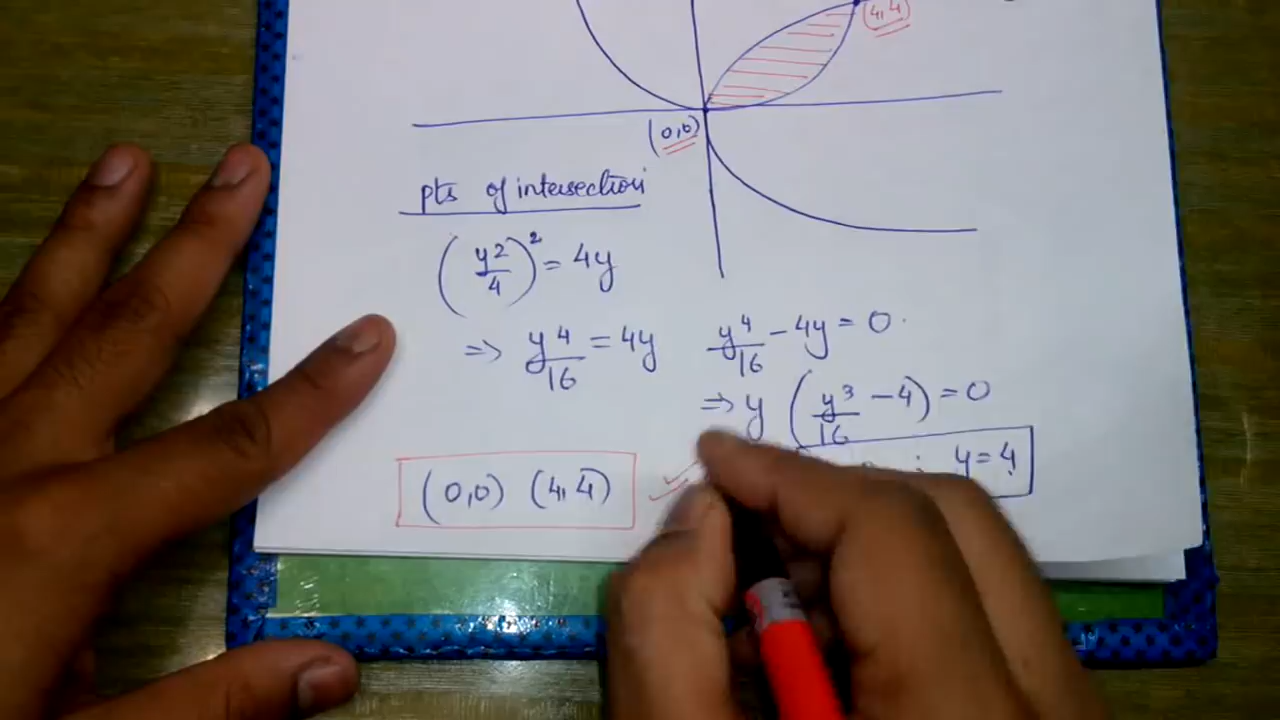 (4,4)
(0,0)
pts of intersection
(y2/4)² = 4y
=> y4/16 = 4y
y4/16 - 4y = 0.
=> y (y3/16 - 4) = 0
; y = 4
(0,0) (4,4)